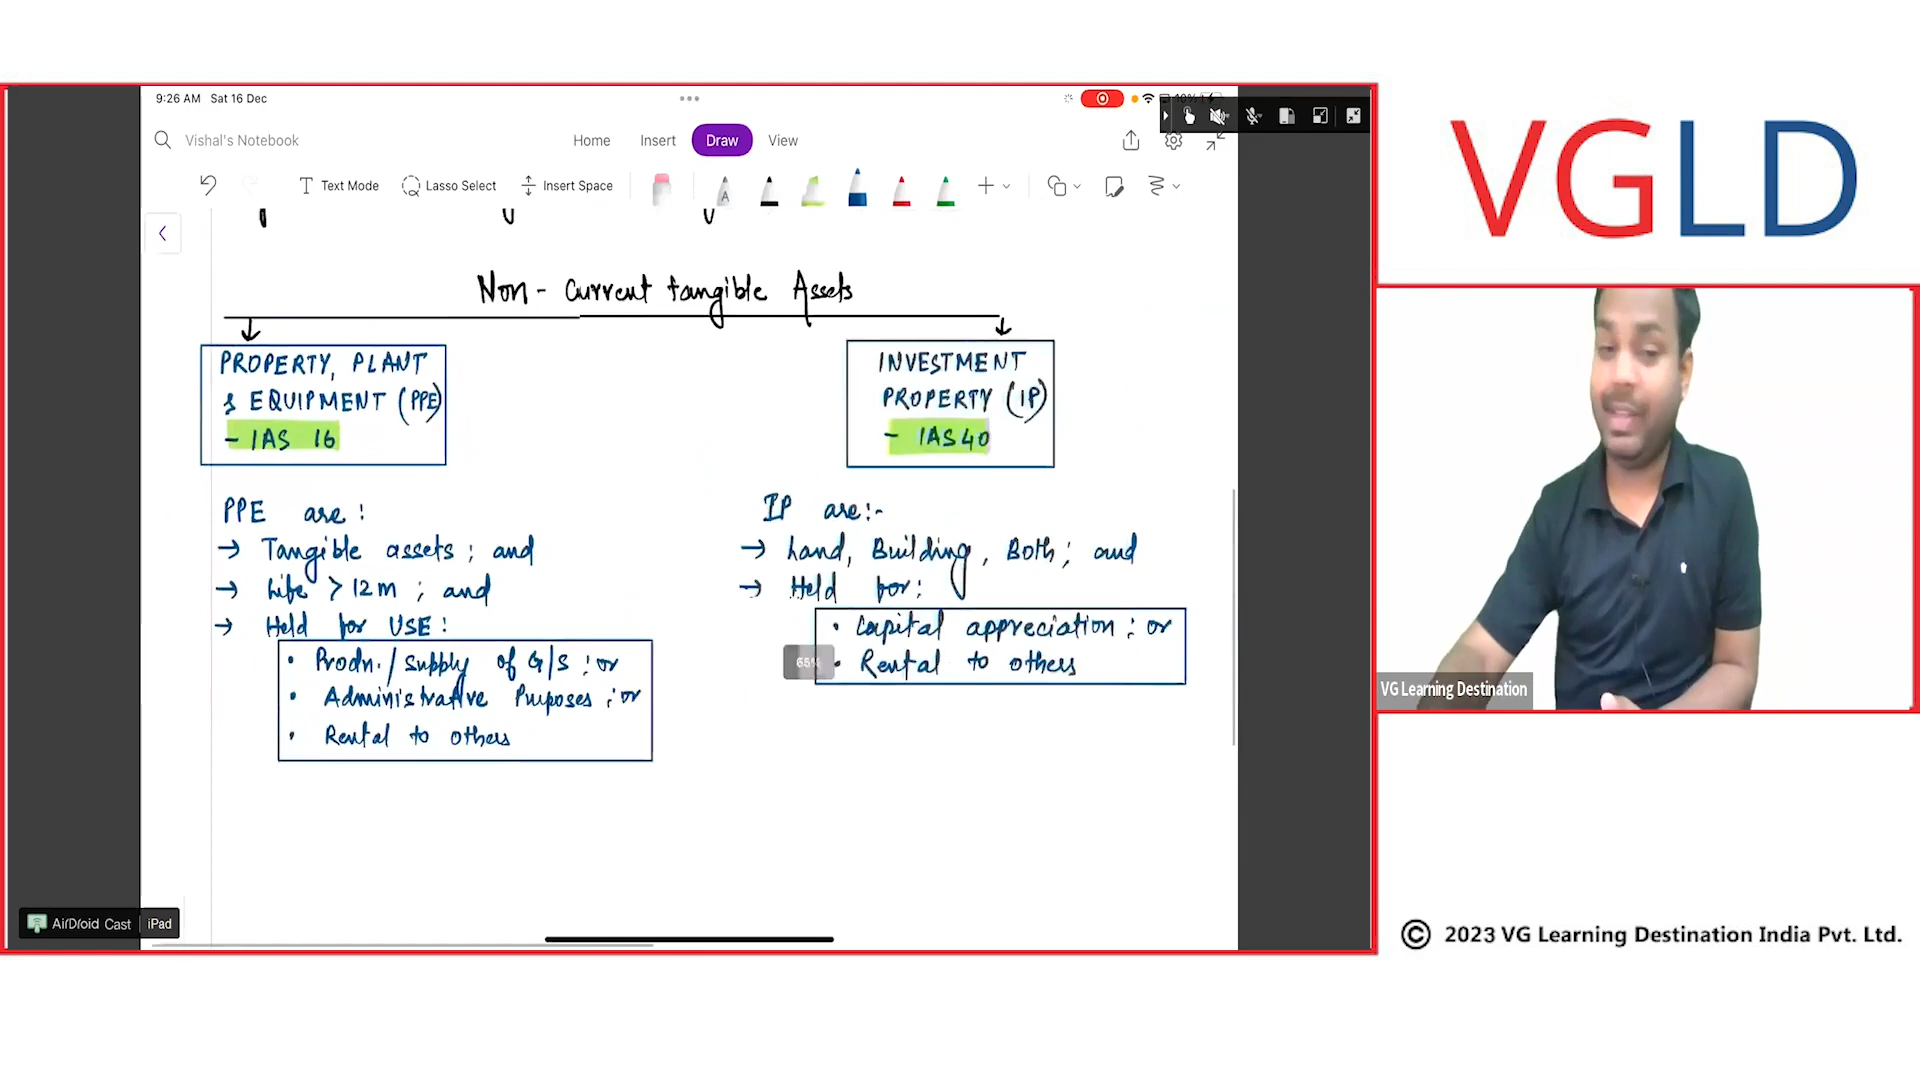 9:26 AM Sat 16 Dec
10%
Vishal's Notebook
Home Insert Draw View
Text Mode Lasso Select Insert Space
Non - Current tangible Assets
PROPERTY, PLANT
& EQUIPMENT (PPE)
- IAS 16
INVESTMENT
PROPERTY (IP)
- IAS 40
PPE are :
→ Tangible assets ; and
→ Life > 12 m ; and
→ Held for USE :
• Prodn. / Supply of G/S ; or
• Administrative Purposes ; or
• Rental to others
IP are :-
→ Land, Building, Both ; and
→ Held for :
• Capital appreciation ; or
• Rental to others
65%
AirDroid Cast iPad
VGLD
VG Learning Destination
© 2023 VG Learning Destination India Pvt. Ltd.